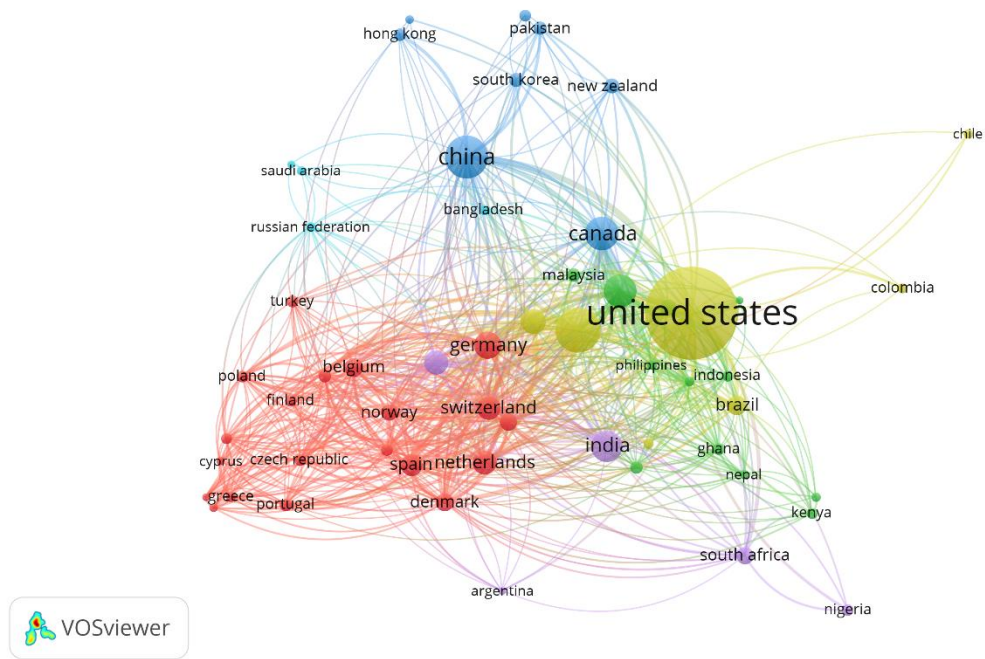 hong kong
pakistan
south korea
new zealand
chile
china
saudi arabia
bangladesh
russian federation
canada
malaysia
colombia
turkey
united states
germany
belgium
philippines
poland
indonesia
finland
norway
switzerland
brazil
india
ghana
cyprus
czech republic
spain
netherlands
nepal
greece
portugal
denmark
kenya
south africa
argentina
nigeria
VOSviewer